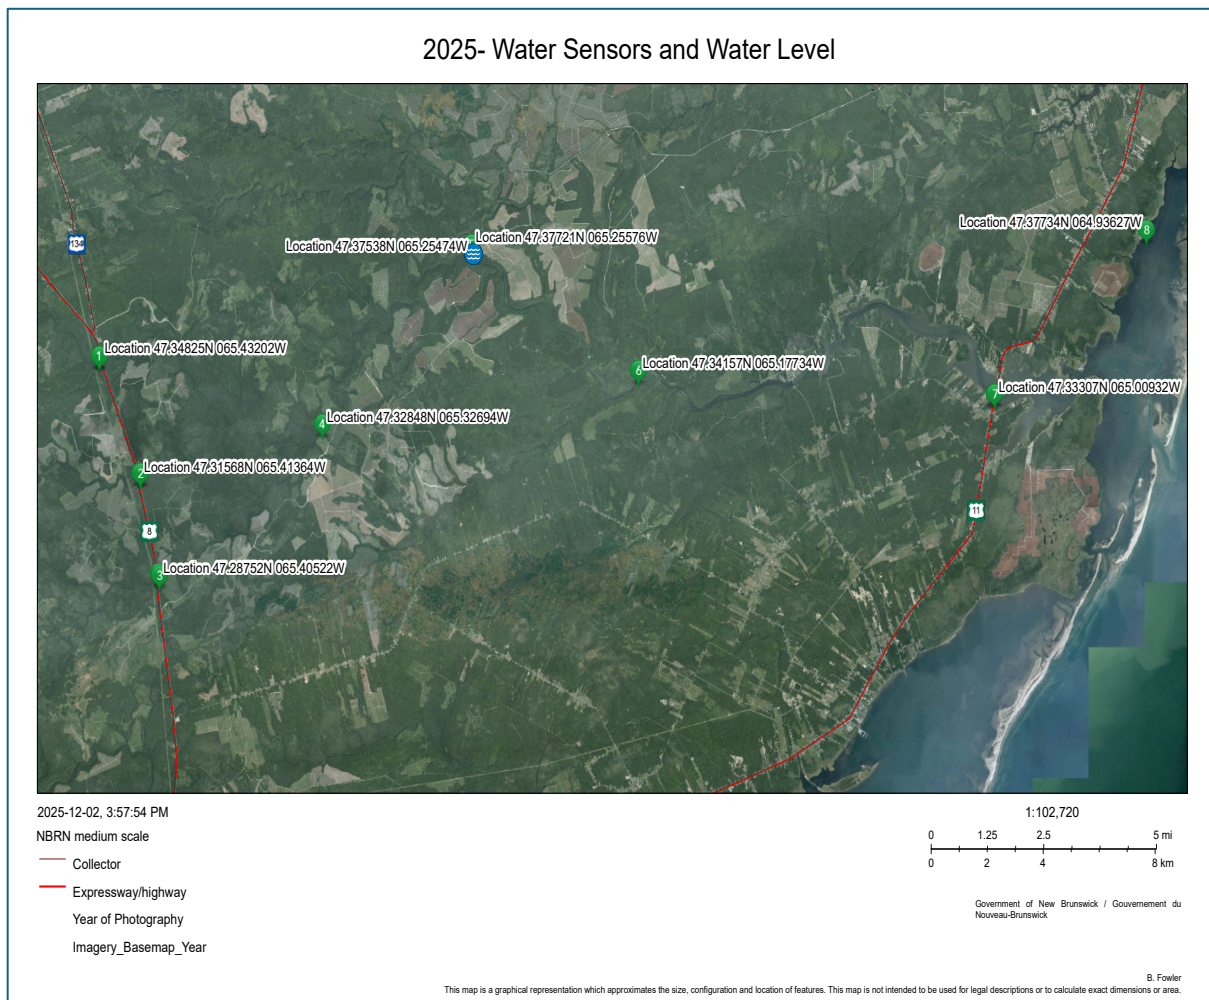 2025- Water Sensors and Water Level
134
Location 47.37538N 065.25474W
Location 47.37721N 065.25576W
Location 47.37734N 064.93627W
8
1
Location 47.34825N 065.43202W
6
Location 47.34157N 065.17734W
7
Location 47.33307N 065.00932W
4
Location 47.32848N 065.32694W
2
Location 47.31568N 065.41364W
8
11
3
Location 47.28752N 065.40522W
2025-12-02, 3:57:54 PM
NBRN medium scale
Collector
Expressway/highway
Year of Photography
Imagery_Basemap_Year
1:102,720
0 1.25 2.5 5 mi
0 2 4 8 km
Government of New Brunswick / Gouvernement du
Nouveau-Brunswick
B. Fowler
This map is a graphical representation which approximates the size, configuration and location of features. This map is not intended to be used for legal descriptions or to calculate exact dimensions or area.